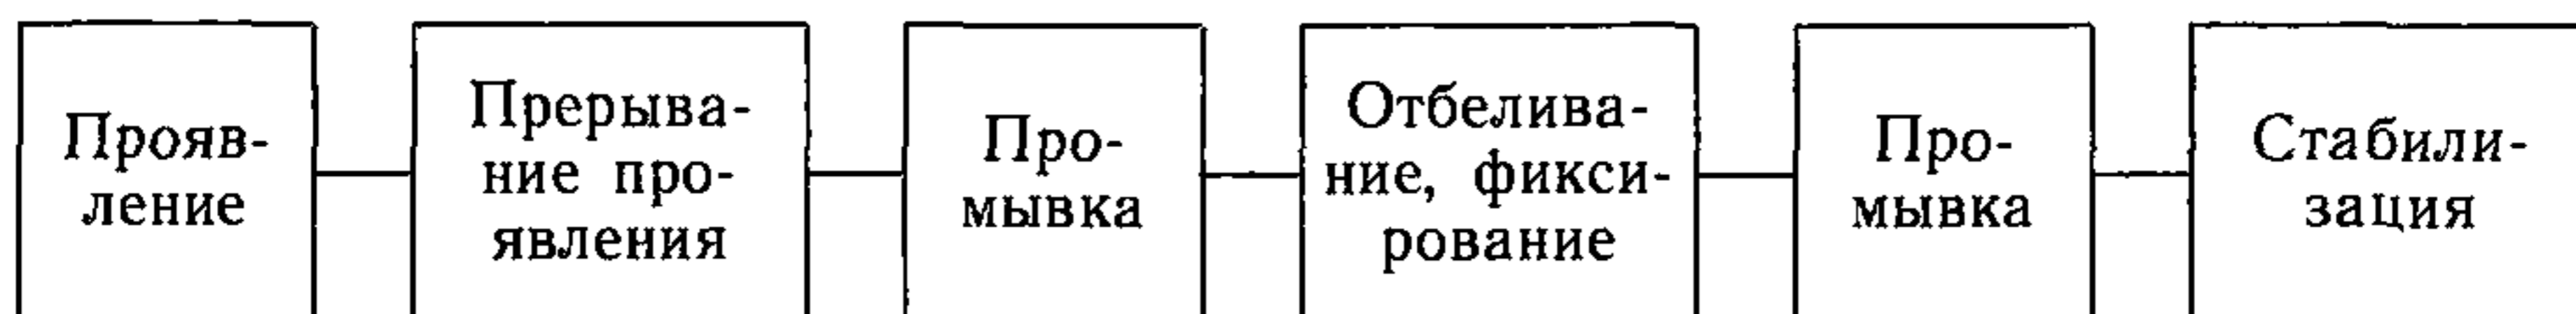 Прояв-
ление
Прерыва-
ние про-
явления
Про-
мывка
Отбелива-
ние, фикси-
рование
Про-
мывка
Стабили-
зация